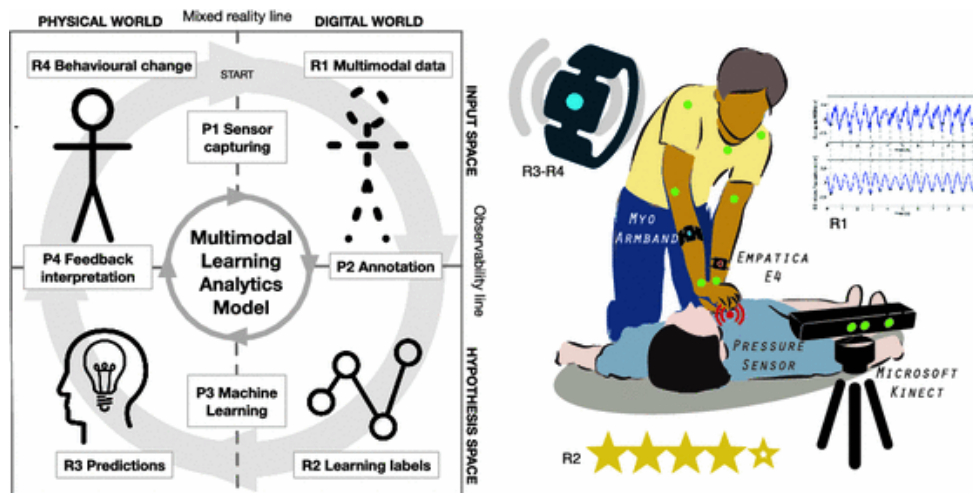 PHYSICAL WORLD
Mixed reality line
DIGITAL WORLD
R4 Behavioural change
START
R1 Multimodal data
P1 Sensor
capturing
INPUT SPACE
P4 Feedback
interpretation
Multimodal
Learning
Analytics
Model
P2 Annotation
Observability line
P3 Machine
Learning
HYPOTHESIS SPACE
R3 Predictions
R2 Learning labels
R3-R4
MYO
ARMBAND
EMPATICA
E4
PRESSURE
SENSOR
MICROSOFT
KINECT
R1
R2